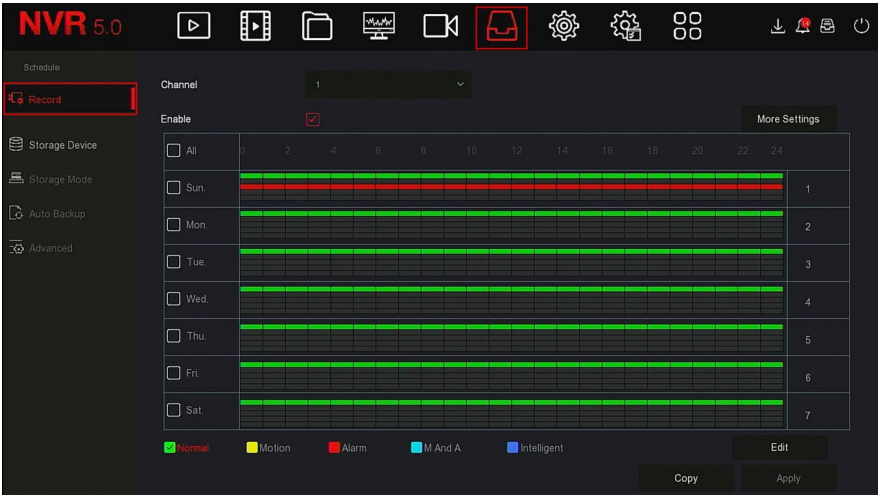 NVR 5.0
14
Schedule
Channel 1
Record
Enable
More Settings
Storage Device
All 0 2 4 6 8 10 12 14 16 18 20 22 24
Storage Mode
Sun. 1
Auto Backup
Mon. 2
Advanced
Tue. 3
Wed. 4
Thu. 5
Fri. 6
Sat. 7
Normal Motion Alarm M And A Intelligent Edit
Copy Apply